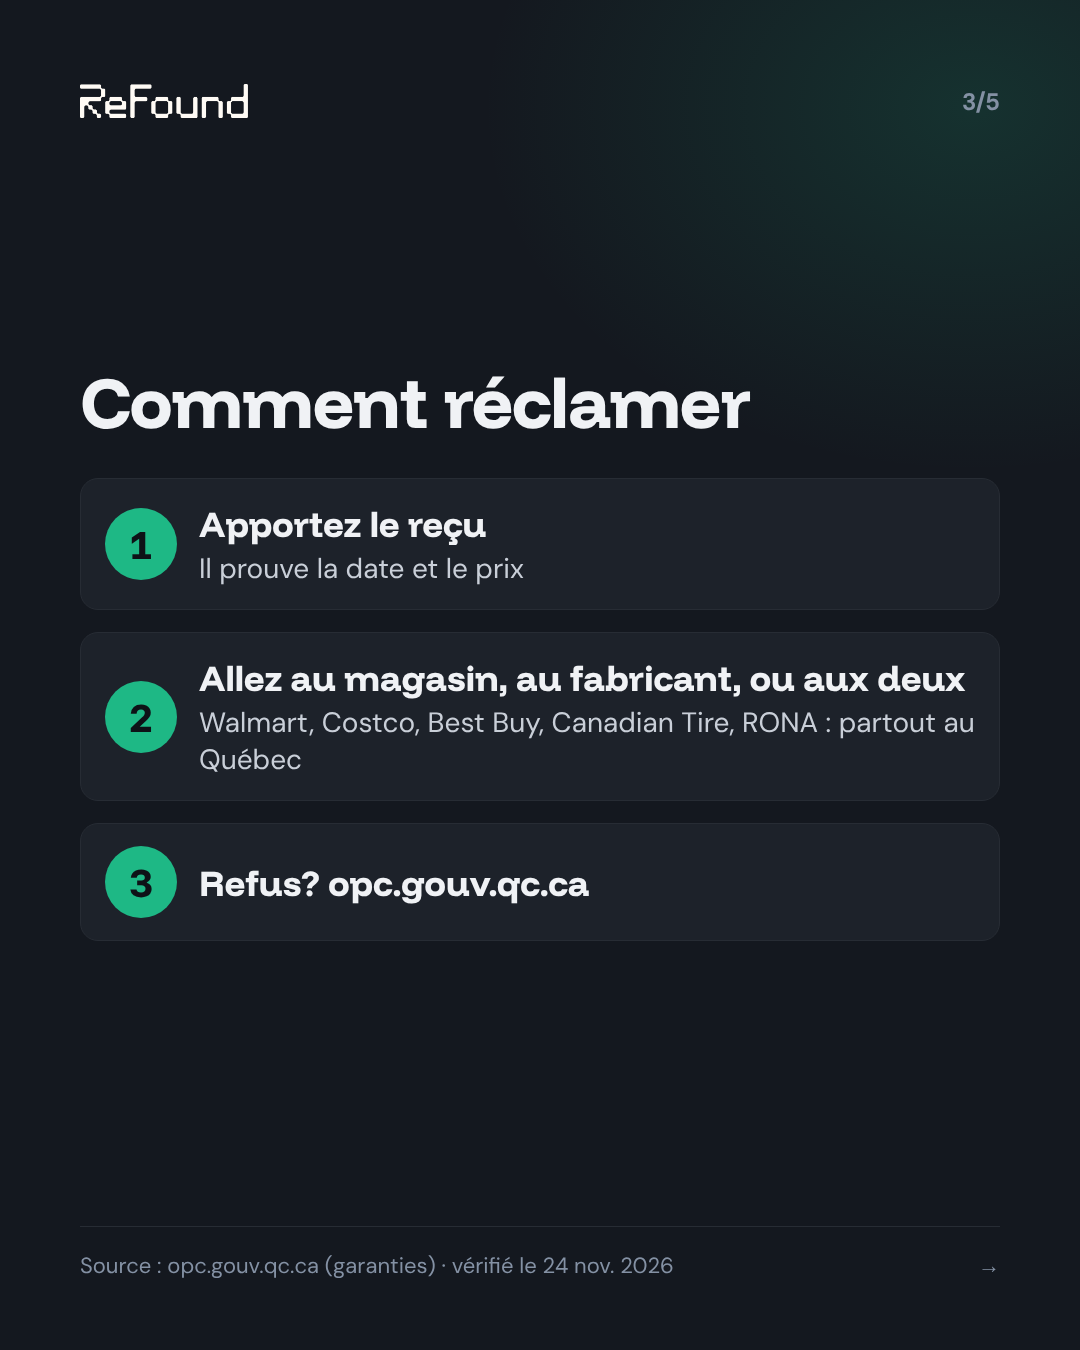 ReFound
3/5
Comment réclamer
1
Apportez le reçu
Il prouve la date et le prix
2
Allez au magasin, au fabricant, ou aux deux
Walmart, Costco, Best Buy, Canadian Tire, RONA : partout au
Québec
3
Refus? opc.gouv.qc.ca
Source : opc.gouv.qc.ca (garanties) · vérifié le 24 nov. 2026
→